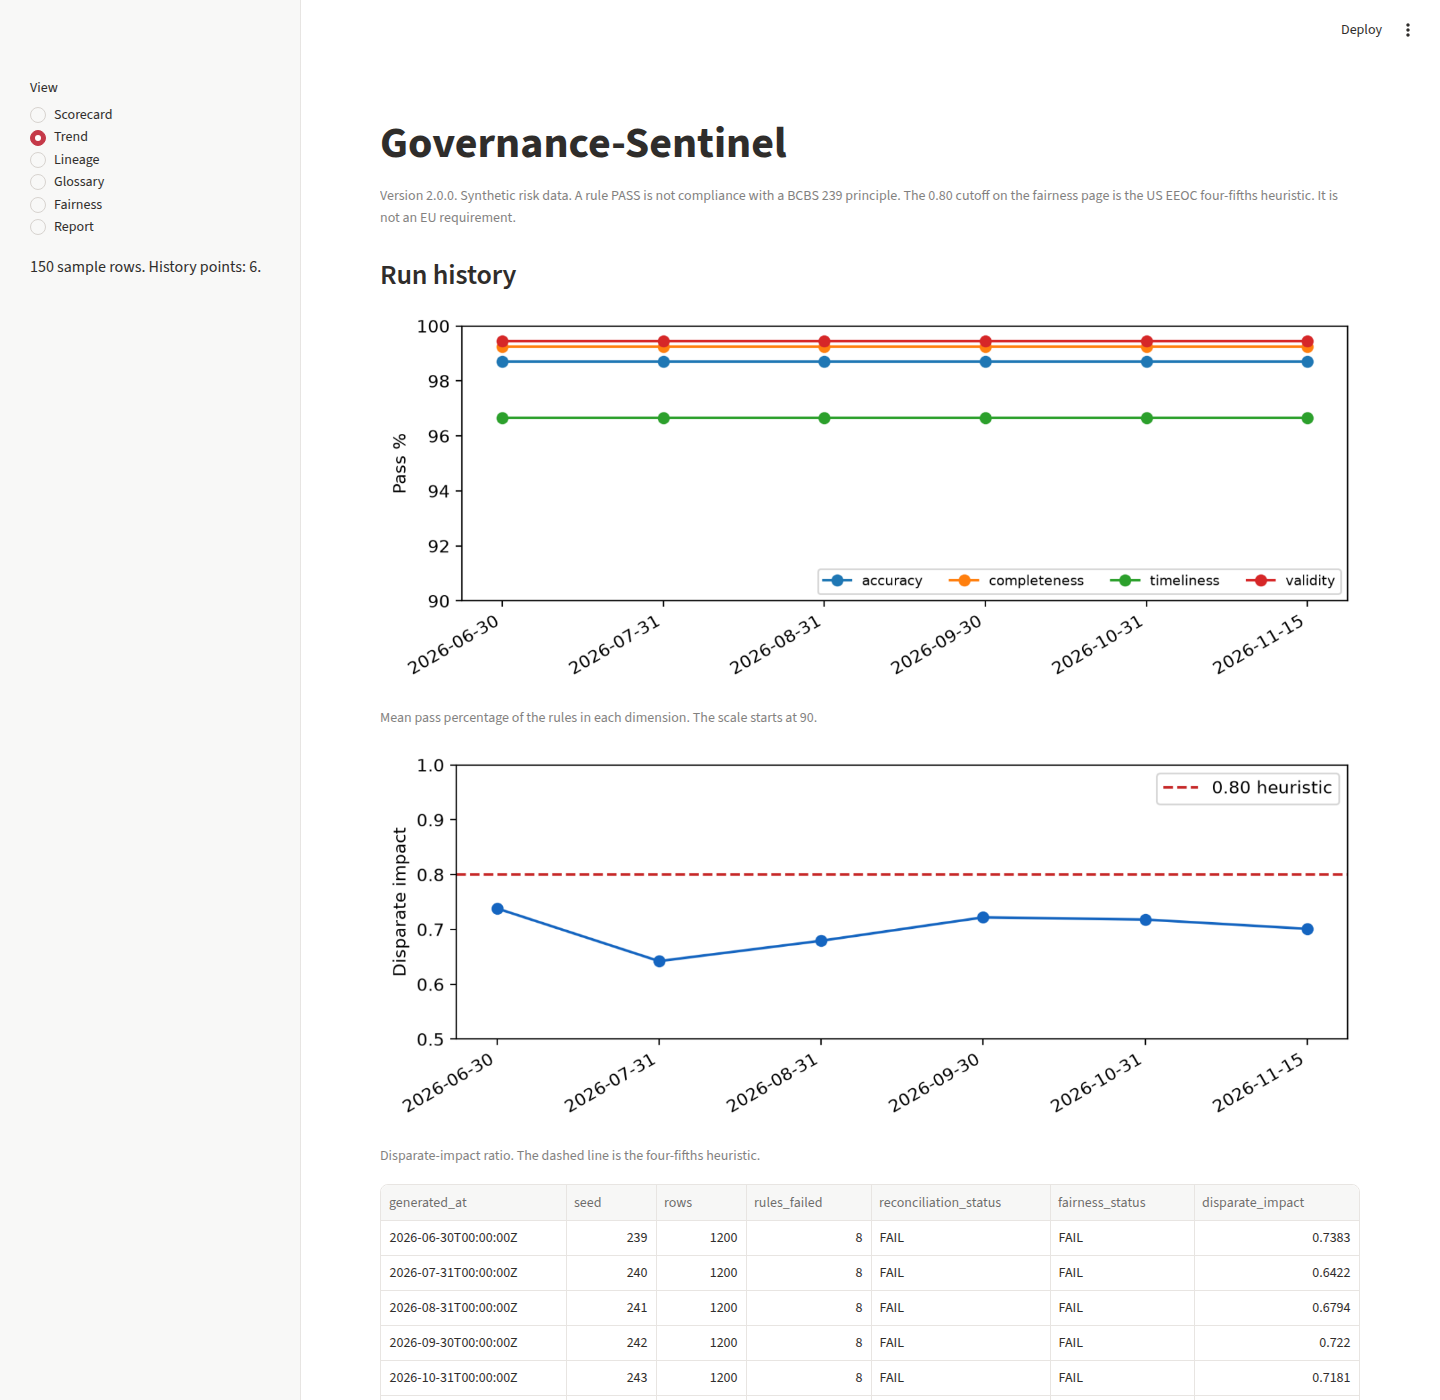 Deploy
View
Scorecard
Trend
Lineage
Glossary
Fairness
Report
150 sample rows. History points: 6.
Governance-Sentinel
Version 2.0.0. Synthetic risk data. A rule PASS is not compliance with a BCBS 239 principle. The 0.80 cutoff on the fairness page is the US EEOC four-fifths heuristic. It is
not an EU requirement.
Run history
100
98
96
94
92
90
Pass %
accuracy completeness timeliness validity
2026-06-30 2026-07-31 2026-08-31 2026-09-30 2026-10-31 2026-11-15
Mean pass percentage of the rules in each dimension. The scale starts at 90.
1.0
0.9
0.8
0.7
0.6
0.5
Disparate impact
0.80 heuristic
2026-06-30 2026-07-31 2026-08-31 2026-09-30 2026-10-31 2026-11-15
Disparate-impact ratio. The dashed line is the four-fifths heuristic.
generated_at seed rows rules_failed reconciliation_status fairness_status disparate_impact
2026-06-30T00:00:00Z 239 1200 8 FAIL FAIL 0.7383
2026-07-31T00:00:00Z 240 1200 8 FAIL FAIL 0.6422
2026-08-31T00:00:00Z 241 1200 8 FAIL FAIL 0.6794
2026-09-30T00:00:00Z 242 1200 8 FAIL FAIL 0.722
2026-10-31T00:00:00Z 243 1200 8 FAIL FAIL 0.7181